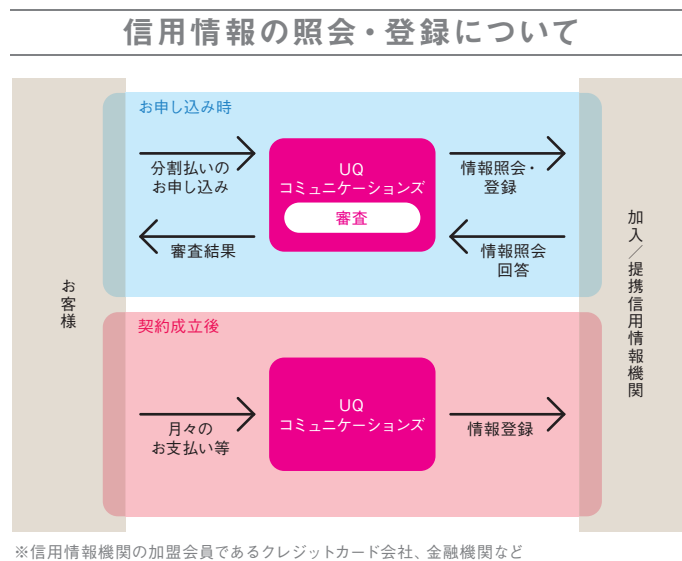 信用情報の照会・登録について
お申し込み時
分割払いの
お申し込み
UQ
コミュニケーションズ
審査
情報照会・
登録
審査結果
情報照会
回答
お客様
加入／提携信用情報機関
契約成立後
月々の
お支払い等
UQ
コミュニケーションズ
情報登録
※信用情報機関の加盟会員であるクレジットカード会社、金融機関など